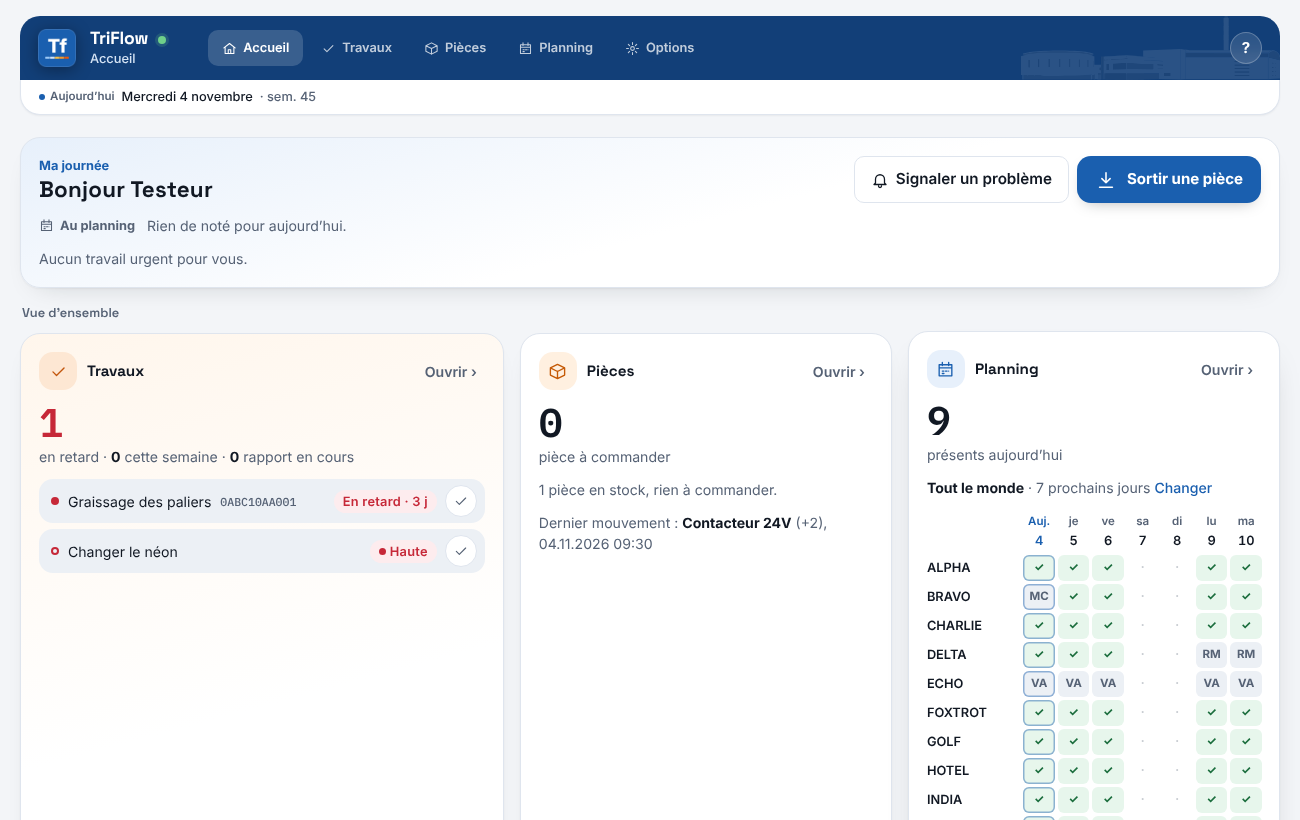 Tf
TriFlow
Accueil
Accueil
Travaux
Pièces
Planning
Options
?
Aujourd’hui Mercredi 4 novembre · sem. 45
Ma journée
Bonjour Testeur
Signaler un problème
Sortir une pièce
Au planning Rien de noté pour aujourd’hui.
Aucun travail urgent pour vous.
Vue d’ensemble
Travaux
Ouvrir ›
1
en retard · 0 cette semaine · 0 rapport en cours
Graissage des paliers 0ABC10AA001 En retard · 3 j
Changer le néon Haute
Pièces
Ouvrir ›
0
pièce à commander
1 pièce en stock, rien à commander.
Dernier mouvement : Contacteur 24V (+2),
04.11.2026 09:30
Planning
Ouvrir ›
9
présents aujourd’hui
Tout le monde · 7 prochains jours Changer
Auj. je ve sa di lu ma
4 5 6 7 8 9 10
ALPHA ✓ ✓ ✓ · · ✓ ✓
BRAVO MC ✓ ✓ · · ✓ ✓
CHARLIE ✓ ✓ ✓ · · ✓ ✓
DELTA ✓ ✓ ✓ · · RM RM
ECHO VA VA VA · · VA VA
FOXTROT ✓ ✓ ✓ · · ✓ ✓
GOLF ✓ ✓ ✓ · · ✓ ✓
HOTEL ✓ ✓ ✓ · · ✓ ✓
INDIA ✓ ✓ ✓ · · ✓ ✓